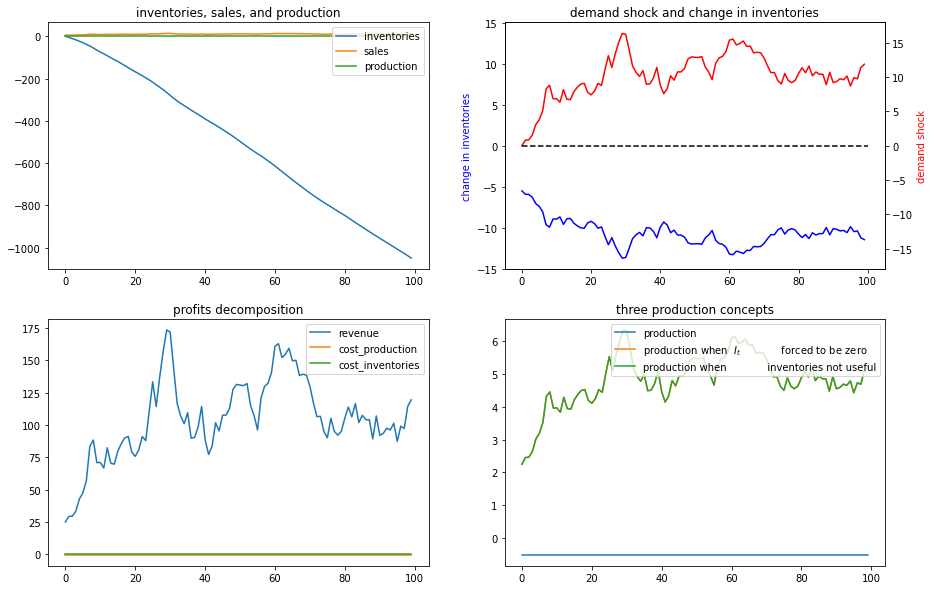 inventories, sales, and production
0
−200
−400
−600
−800
−1000
0 20 40 60 80 100
inventories
sales
production
demand shock and change in inventories
change in inventories
15
10
5
0
−5
−10
−15
0 20 40 60 80 100
15
10
5
0
−5
−10
−15
demand shock
profits decomposition
175
150
125
100
75
50
25
0
0 20 40 60 80 100
revenue
cost_production
cost_inventories
three production concepts
6
5
4
3
2
1
0
0 20 40 60 80 100
production
production when I_t forced to be zero
production when inventories not useful